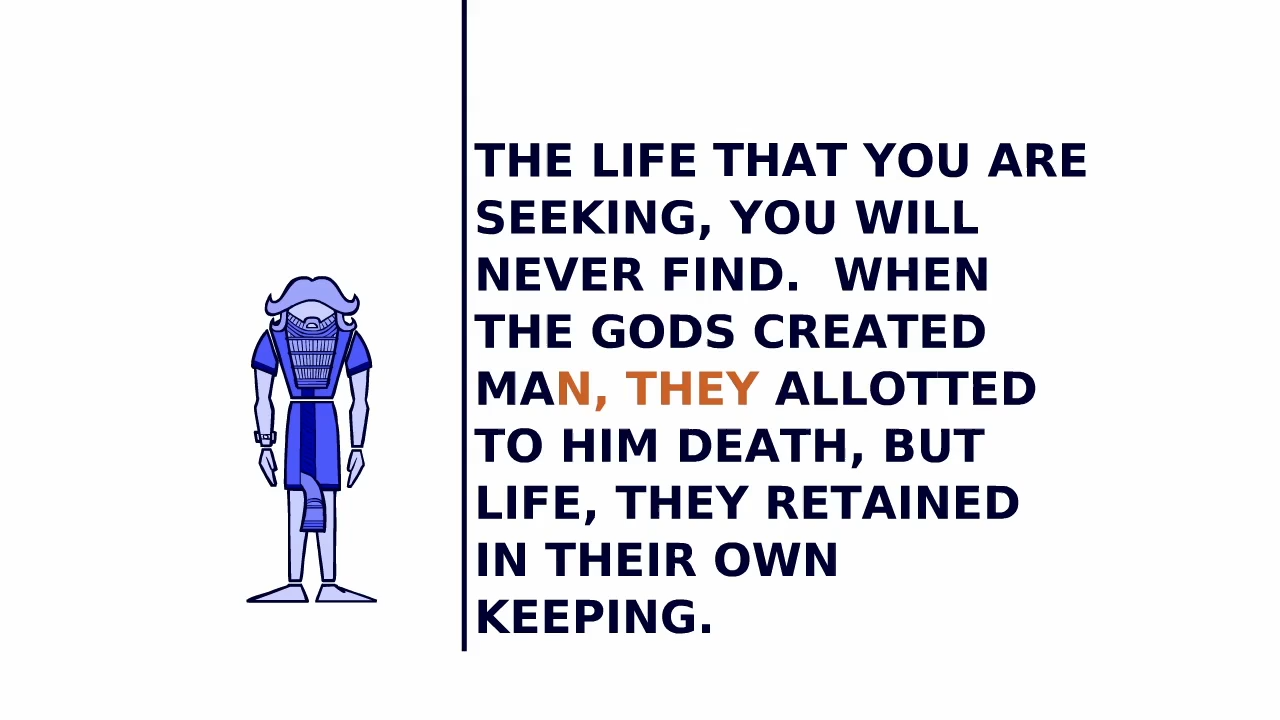 THE LIFE THAT YOU ARE
SEEKING, YOU WILL
NEVER FIND.  WHEN
THE GODS CREATED
MAN, THEY ALLOTTED
TO HIM DEATH, BUT
LIFE, THEY RETAINED
IN THEIR OWN
KEEPING.